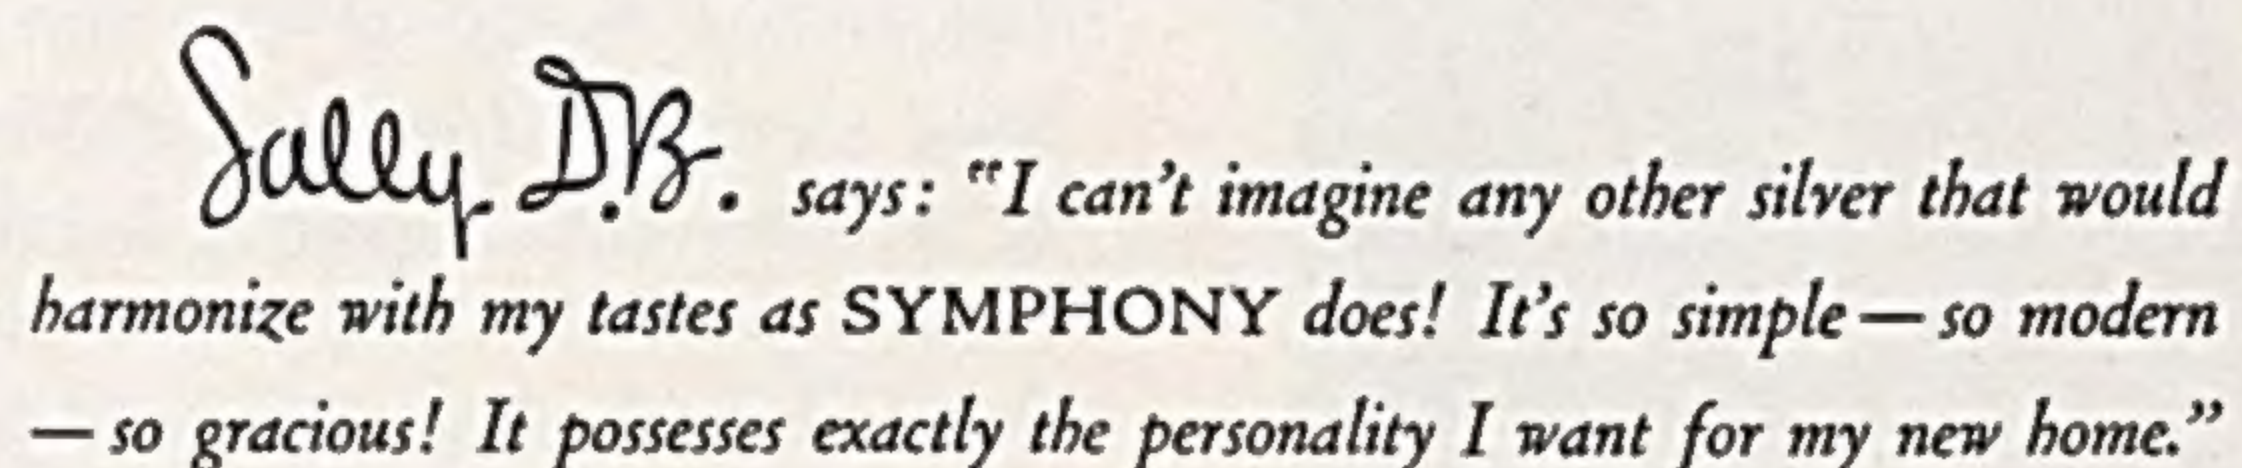 Sally D.B. says: "I can't imagine any other silver that would
harmonize with my tastes as SYMPHONY does! It's so simple—so modern
—so gracious! It possesses exactly the personality I want for my new home."